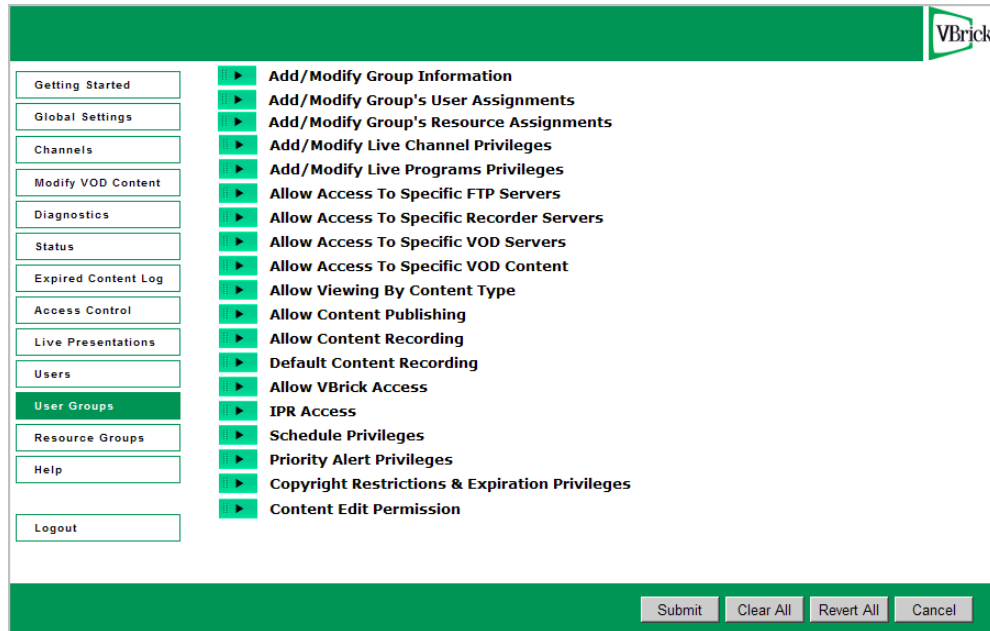 VBrick
Getting Started
Global Settings
Channels
Modify VOD Content
Diagnostics
Status
Expired Content Log
Access Control
Live Presentations
Users
User Groups
Resource Groups
Help
Logout
Add/Modify Group Information
Add/Modify Group's User Assignments
Add/Modify Group's Resource Assignments
Add/Modify Live Channel Privileges
Add/Modify Live Programs Privileges
Allow Access To Specific FTP Servers
Allow Access To Specific Recorder Servers
Allow Access To Specific VOD Servers
Allow Access To Specific VOD Content
Allow Viewing By Content Type
Allow Content Publishing
Allow Content Recording
Default Content Recording
Allow VBrick Access
IPR Access
Schedule Privileges
Priority Alert Privileges
Copyright Restrictions & Expiration Privileges
Content Edit Permission
Submit
Clear All
Revert All
Cancel